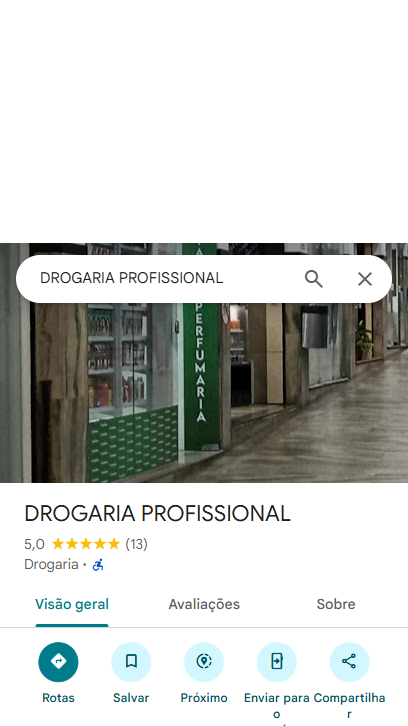 DROGARIA PROFISSIONAL
PERFUMARIA
DROGARIA PROFISSIONAL
5,0 (13)
Drogaria •
Visão geral Avaliações Sobre
Rotas Salvar Próximo Enviar para o Compartilhar